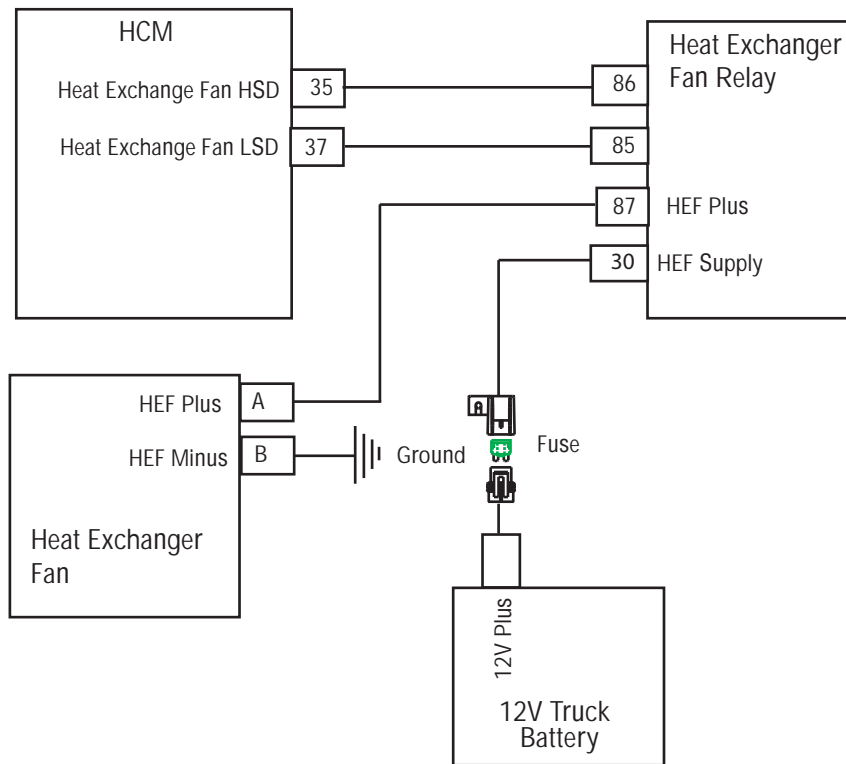 HCM
Heat Exchange Fan HSD
35
Heat Exchange Fan LSD
37
Heat Exchanger
Fan Relay
86
85
87
HEF Plus
30
HEF Supply
HEF Plus
A
HEF Minus
B
Ground
Fuse
Heat Exchanger
Fan
12V Plus
12V Truck
Battery